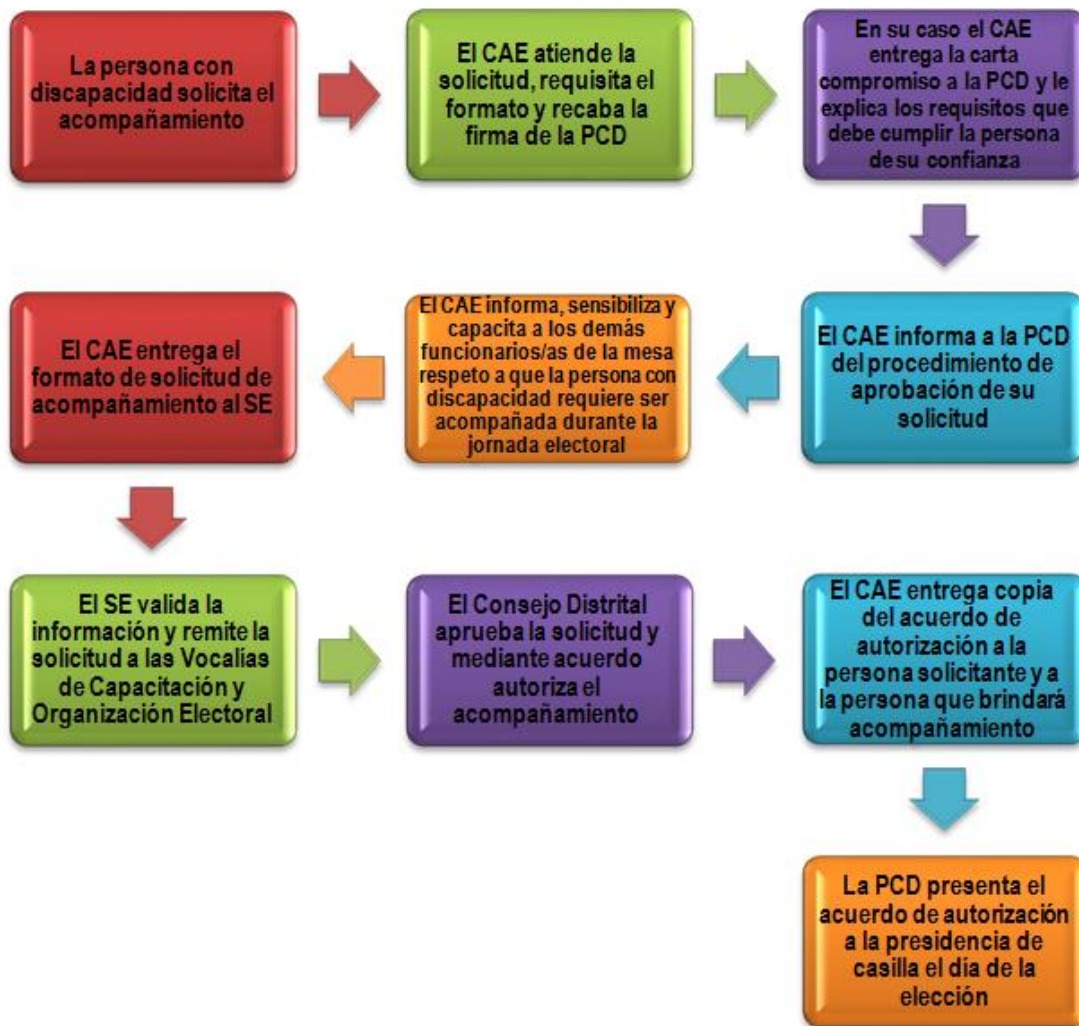 La persona con
discapacidad solicita el
acompañamiento
El CAE atiende la
solicitud, requisita el
formato y recaba la
firma de la PCD
En su caso el CAE
entrega la carta
compromiso a la PCD y le
explica los requisitos que
debe cumplir la persona
de su confianza
El CAE informa a la PCD
del procedimiento de
aprobación de su
solicitud
El CAE informa, sensibiliza y
capacita a los demás
funcionarios/as de la mesa
respeto a que la persona con
discapacidad requiere ser
acompañada durante la
jornada electoral
El CAE entrega el
formato de solicitud de
acompañamiento al SE
El SE valida la
información y remite la
solicitud a las Vocalías
de Capacitación y
Organización Electoral
El Consejo Distrital
aprueba la solicitud y
mediante acuerdo
autoriza el
acompañamiento
El CAE entrega copia
del acuerdo de
autorización a la
persona solicitante y a
la persona que brindará
acompañamiento
La PCD presenta el
acuerdo de autorización
a la presidencia de
casilla el día de la
elección